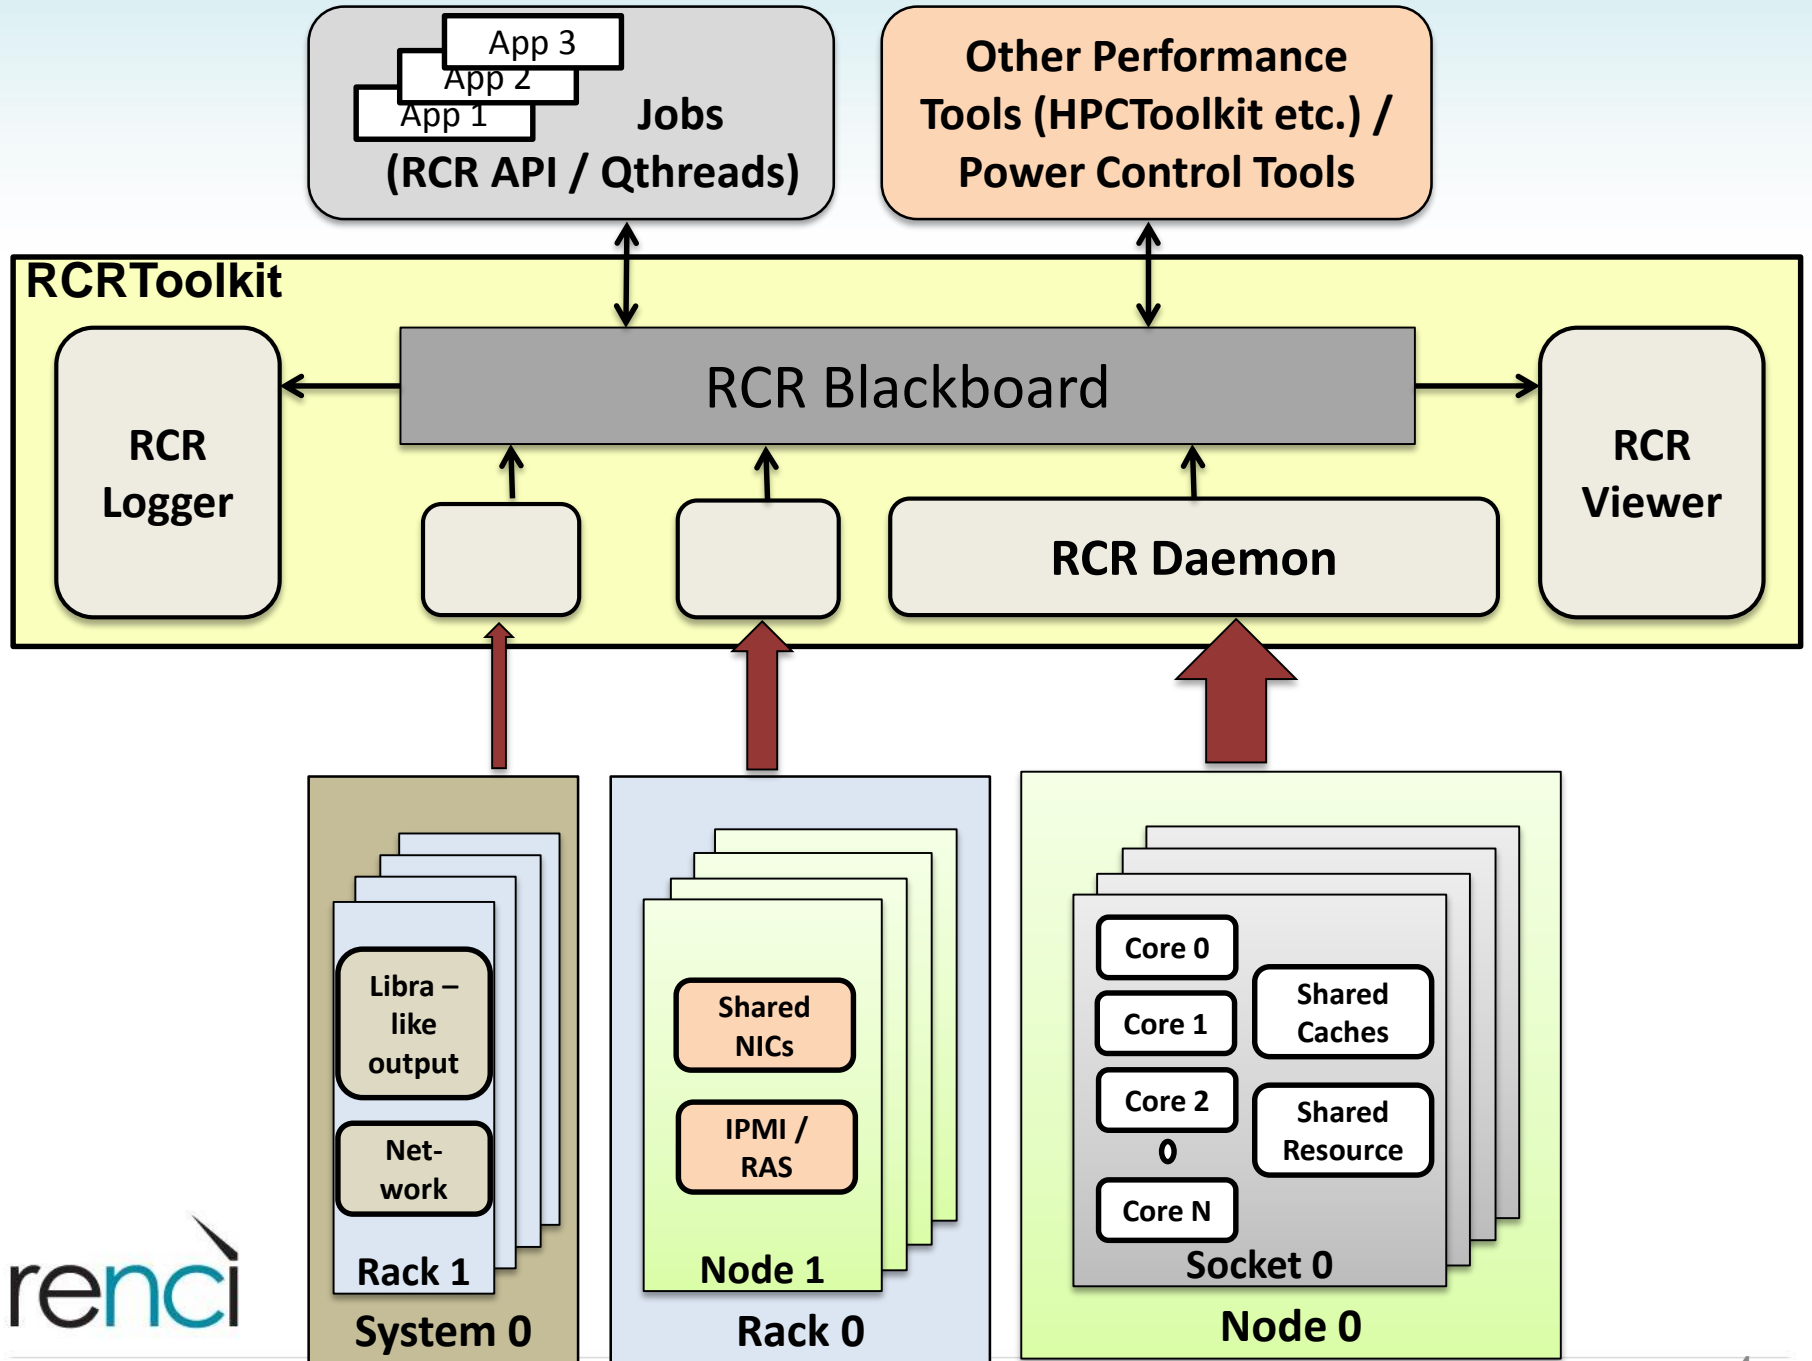 App 3
App 2
App 1
Jobs
(RCR API / Qthreads)
Other Performance
Tools (HPCToolkit etc.) /
Power Control Tools
RCRToolkit
RCR Blackboard
RCR
Logger
RCR
Viewer
RCR Daemon
Libra –
like
output
Net-
work
Rack 1
System 0
Shared
NICs
IPMI /
RAS
Node 1
Rack 0
Core 0
Core 1
Core 2
0
Core N
Shared
Caches
Shared
Resource
Socket 0
Node 0
renci